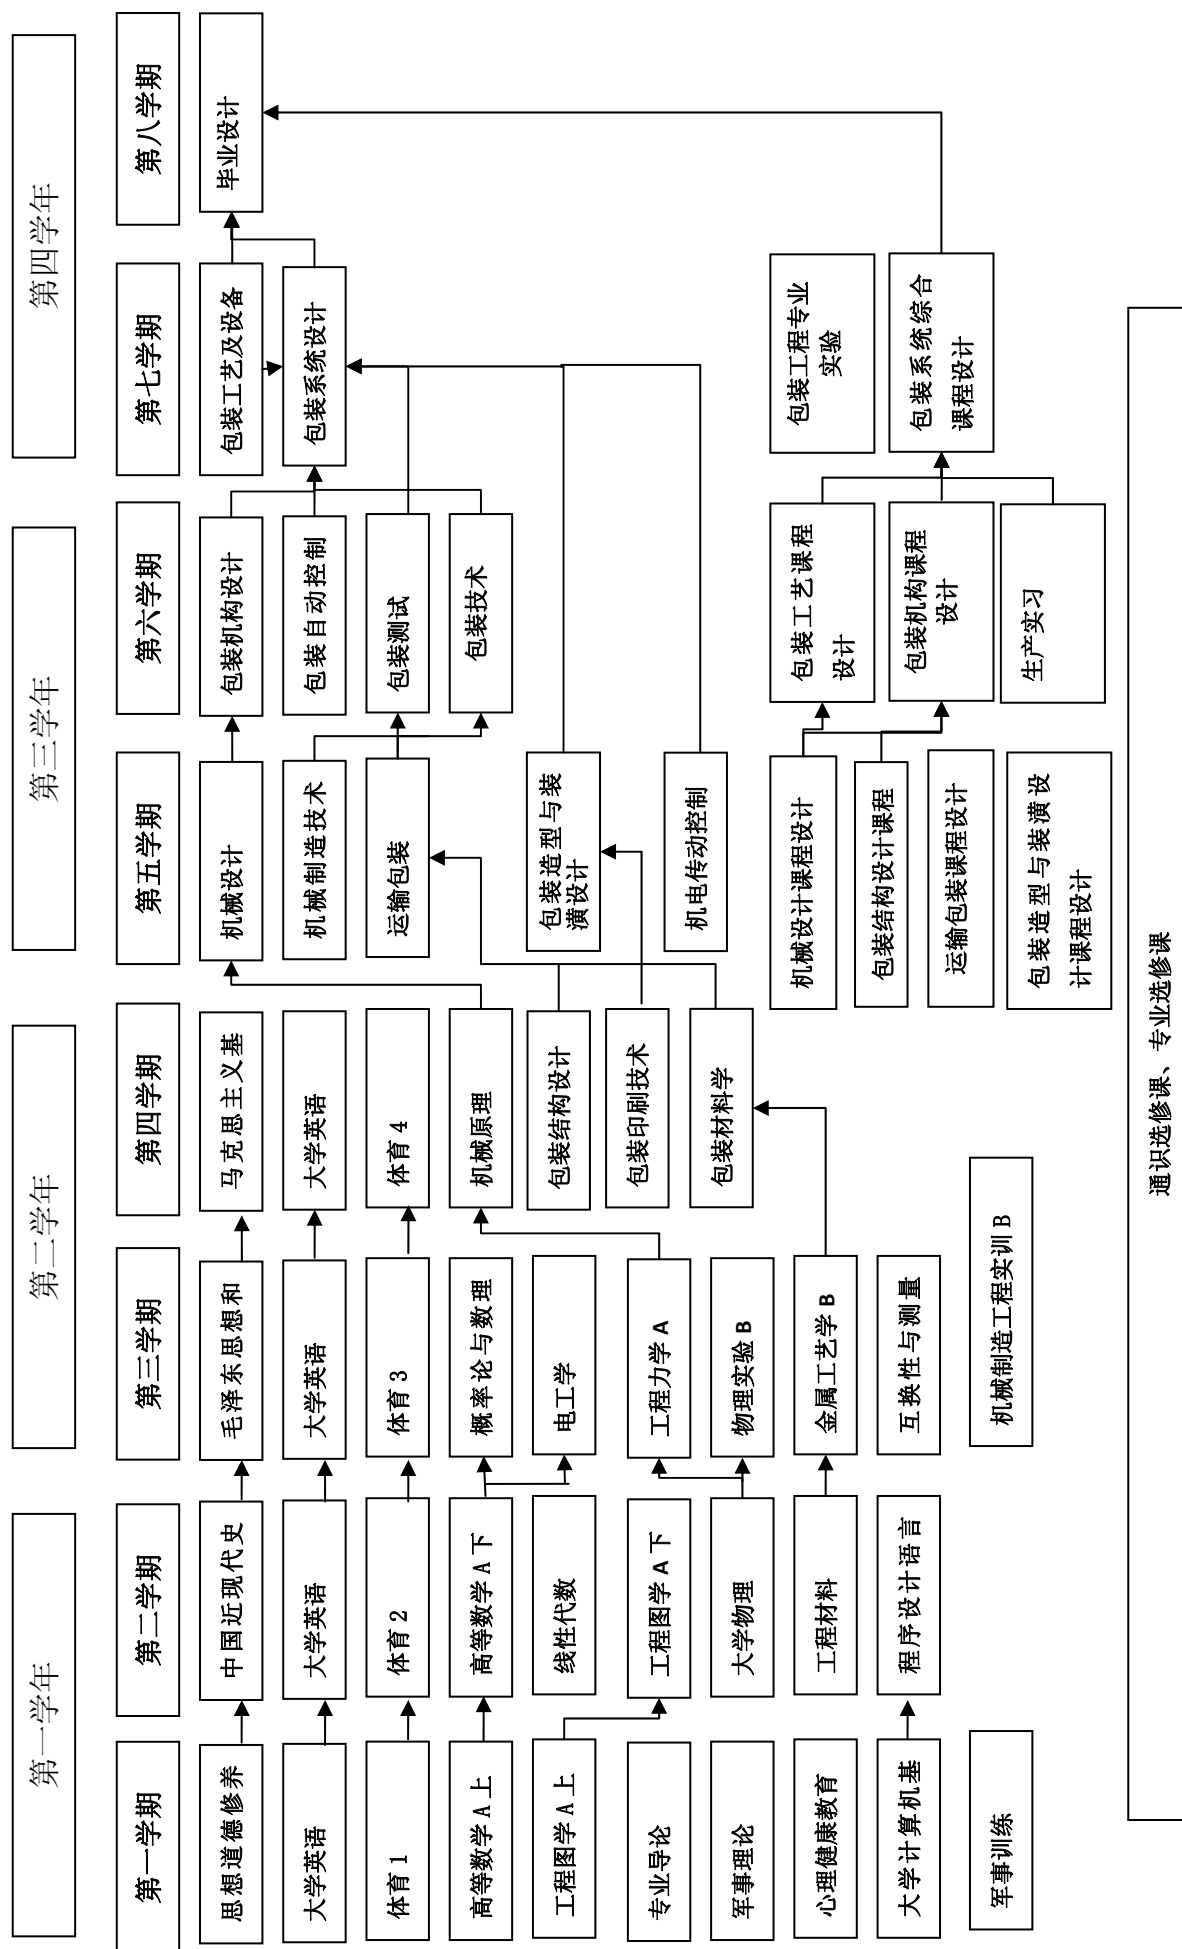 第一学年
第二学年
第三学年
第四学年
第一学期
第二学期
第三学期
第四学期
第五学期
第六学期
第七学期
第八学期
思想道德修养
中国近现代史
毛泽东思想和
马克思主义基
机械设计
包装机构设计
包装工艺及设备
毕业设计
大学英语
大学英语
大学英语
大学英语
机械制造技术
包装自动控制
包装系统设计
体育1
体育2
体育3
体育4
运输包装
包装测试
高等数学A上
高等数学A下
概率论与数理
机械原理
包装技术
工程图学A上
线性代数
电工学
包装结构设计
包装造型与装
潢设计
专业导论
工程图学A下
工程力学A
包装印刷技术
机电传动控制
军事理论
大学物理
物理实验B
包装材料学
心理健康教育
工程材料
金属工艺学B
机械设计课程设计
包装工艺课程
设计
包装工程专业
实验
大学计算机基
程序设计语言
互换性与测量
包装结构设计课程
包装机构课程
设计
包装系统综合
课程设计
军事训练
机械制造工程实训B
运输包装课程设计
生产实习
包装造型与装潢设
计课程设计
通识选修课、专业选修课